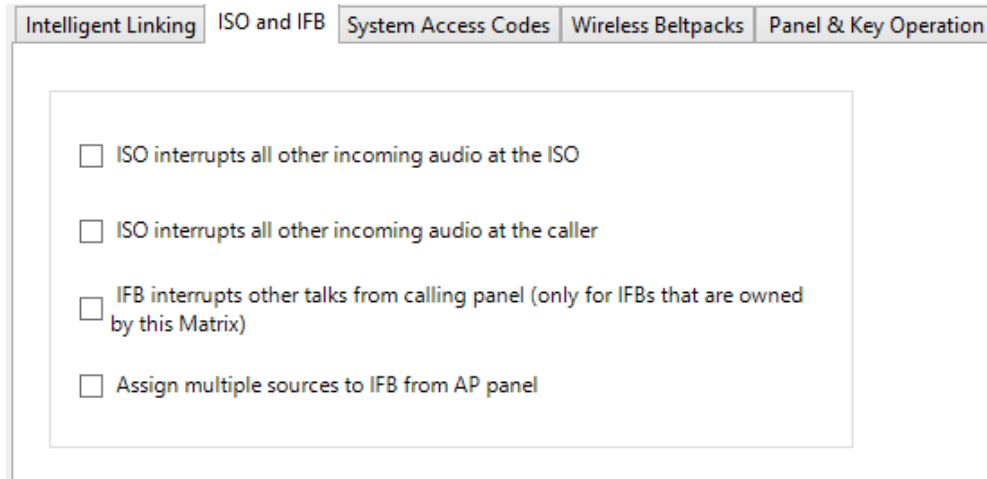 Intelligent Linking ISO and IFB System Access Codes Wireless Beltpacks Panel & Key Operation
ISO interrupts all other incoming audio at the ISO
ISO interrupts all other incoming audio at the caller
IFB interrupts other talks from calling panel (only for IFBs that are owned
by this Matrix)
Assign multiple sources to IFB from AP panel